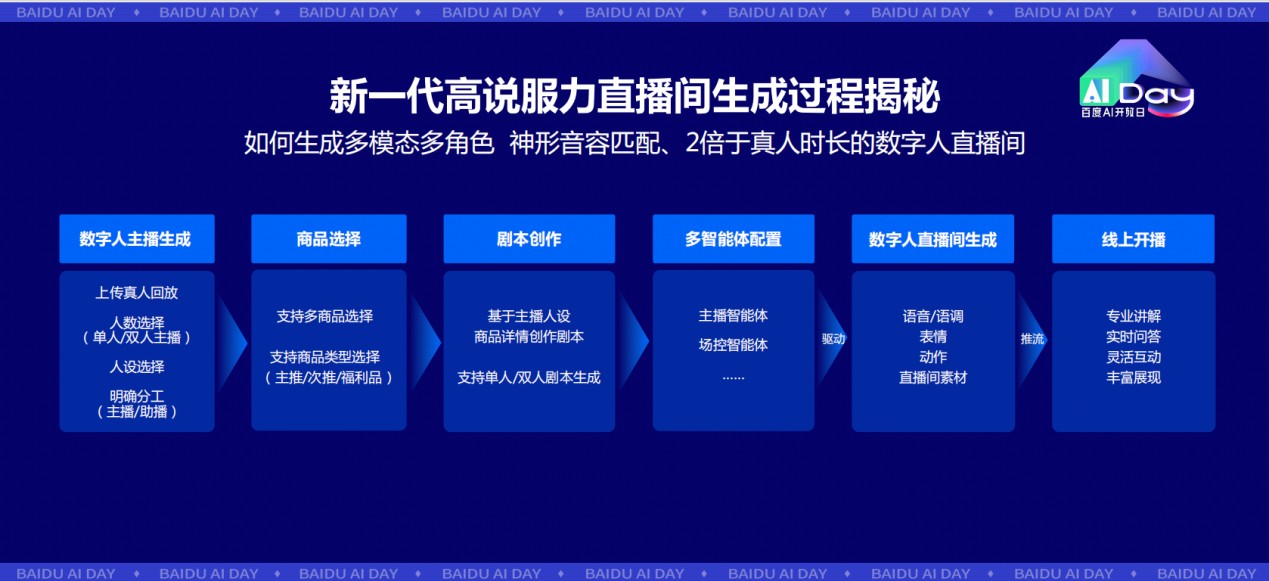 BAIDU AI DAY ♦ BAIDU AI DAY ♦ BAIDU AI DAY ♦ BAIDU AI DAY ♦ BAIDU AI DAY ♦ BAIDU AI DAY ♦ BAIDU AI DAY ♦ BAIDU AI DAY ♦ BAIDU AI DAY
AI Day
百度AI开放日
新一代高说服力直播间生成过程揭秘
如何生成多模态多角色 神形音容匹配、2倍于真人时长的数字人直播间
数字人主播生成
上传真人回放
人数选择
（单人/双人主播）
人设选择
明确分工
（主播/助播）
商品选择
支持多商品选择
支持商品类型选择
（主推/次推/福利品）
剧本创作
基于主播人设
商品详情创作剧本
支持单人/双人剧本生成
多智能体配置
主播智能体
场控智能体
……
驱动
数字人直播间生成
语音/语调
表情
动作
直播间素材
推流
线上开播
专业讲解
实时问答
灵活互动
丰富展现
BAIDU AI DAY ♦ BAIDU AI DAY ♦ BAIDU AI DAY ♦ BAIDU AI DAY ♦ BAIDU AI DAY ♦ BAIDU AI DAY ♦ BAIDU AI DAY ♦ BAIDU AI DAY ♦ BAIDU AI DAY